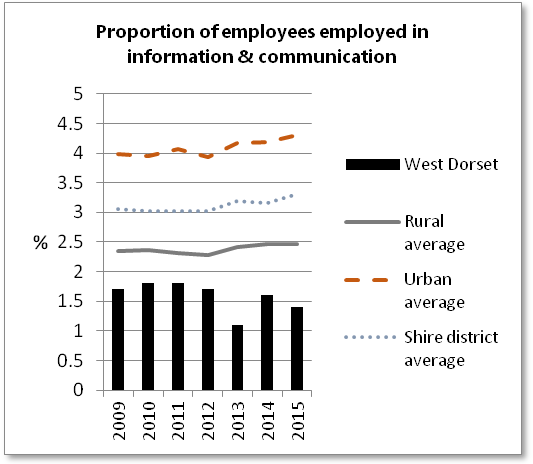 Proportion of employees employed in
information & communication
5
4.5
4
3.5
3
2.5
2
1.5
1
0.5
0
%
2009
2010
2011
2012
2013
2014
2015
West Dorset
Rural
average
Urban
average
Shire district
average